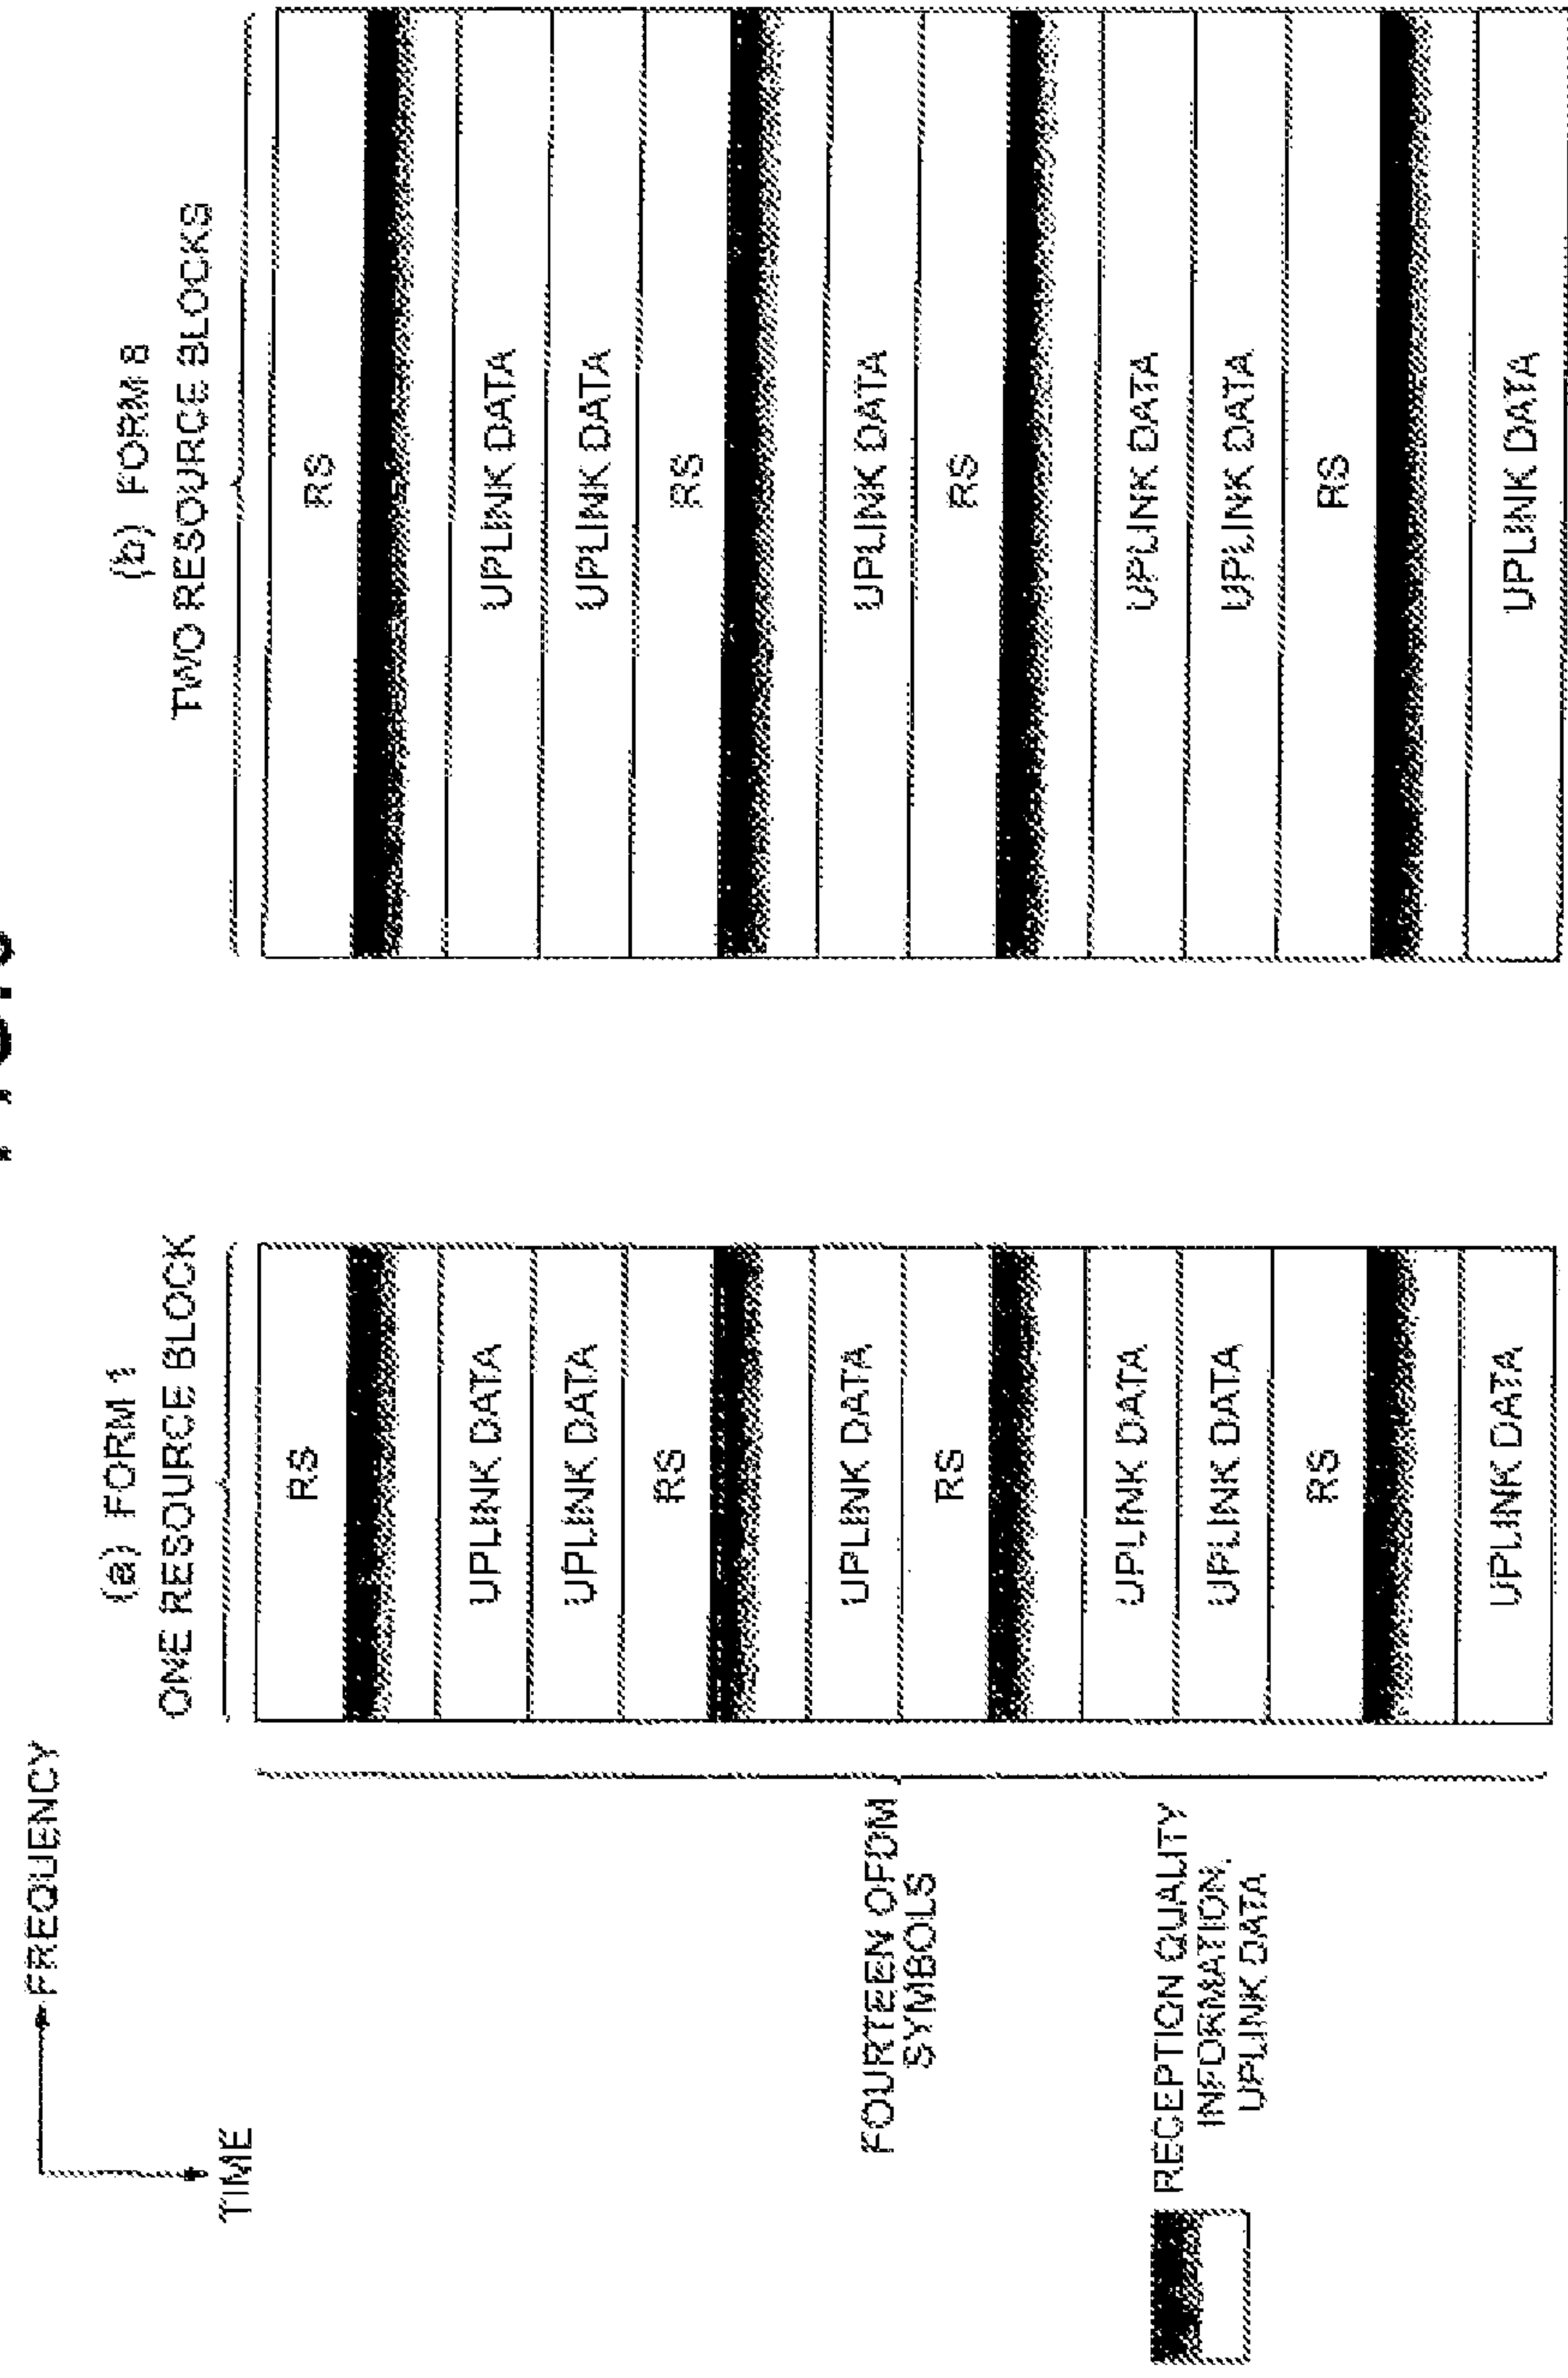 FREQUENCY
TIME
(a) FORM 1
ONE RESOURCE BLOCK
RS
UPLINK DATA
UPLINK DATA
RS
UPLINK DATA
RS
UPLINK DATA
UPLINK DATA
RS
UPLINK DATA
FOURTEEN OFDM
SYMBOLS
RECEPTION QUALITY
INFORMATION,
UPLINK DATA
(b) FORM 8
TWO RESOURCE BLOCKS
RS
UPLINK DATA
UPLINK DATA
RS
UPLINK DATA
RS
UPLINK DATA
UPLINK DATA
RS
UPLINK DATA